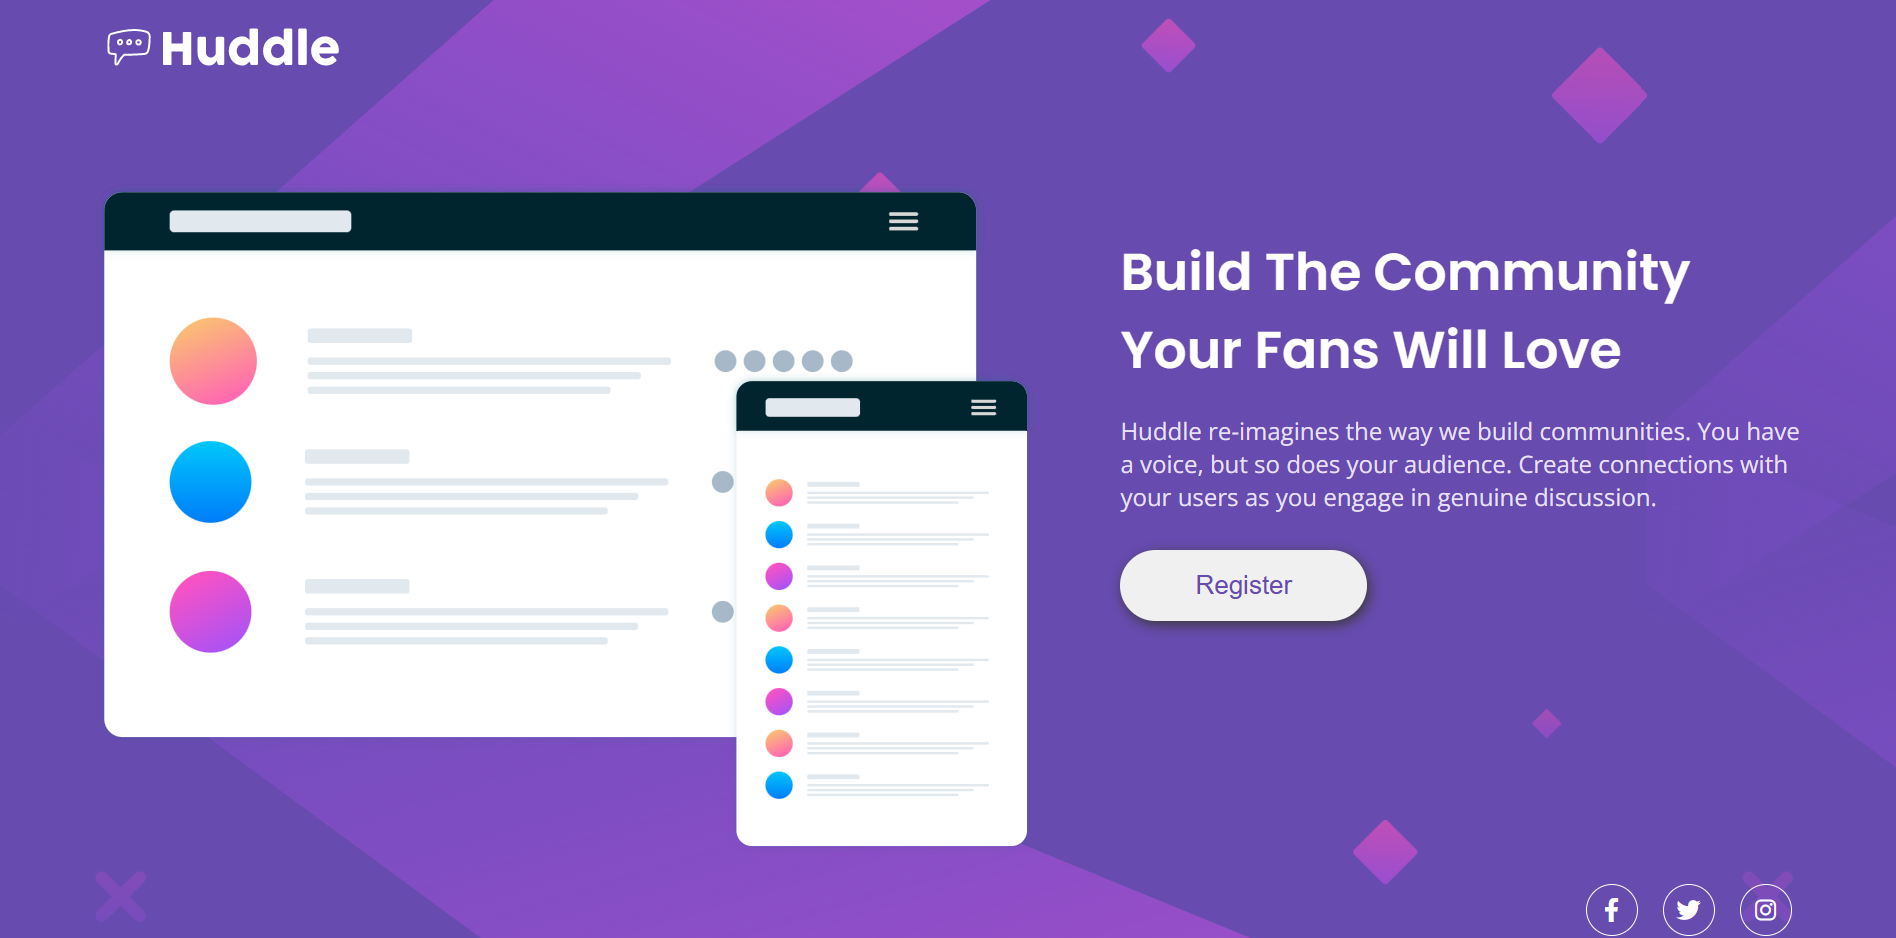 Huddle
Build The Community
Your Fans Will Love
Huddle re-imagines the way we build communities. You have
a voice, but so does your audience. Create connections with
your users as you engage in genuine discussion.
Register